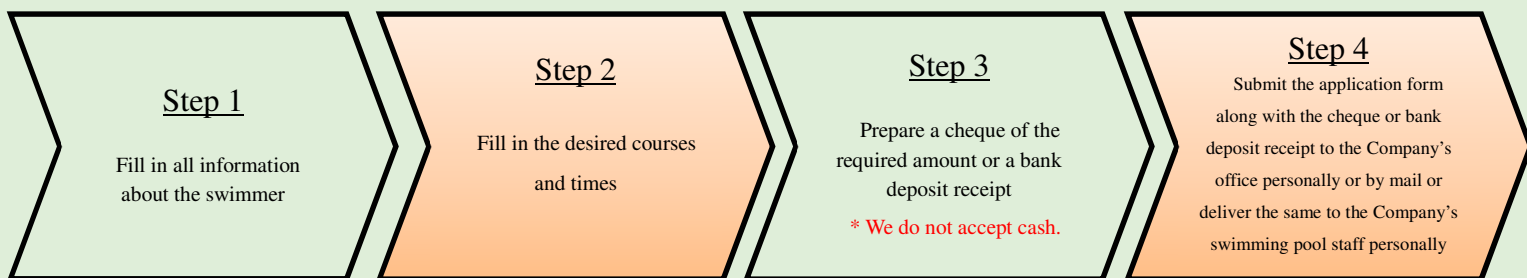 Step 1
Fill in all information
about the swimmer
Step 2
Fill in the desired courses
and times
Step 3
Prepare a cheque of the
required amount or a bank
deposit receipt
* We do not accept cash.
Step 4
Submit the application form
along with the cheque or bank
deposit receipt to the Company's
office personally or by mail or
deliver the same to the Company's
swimming pool staff personally